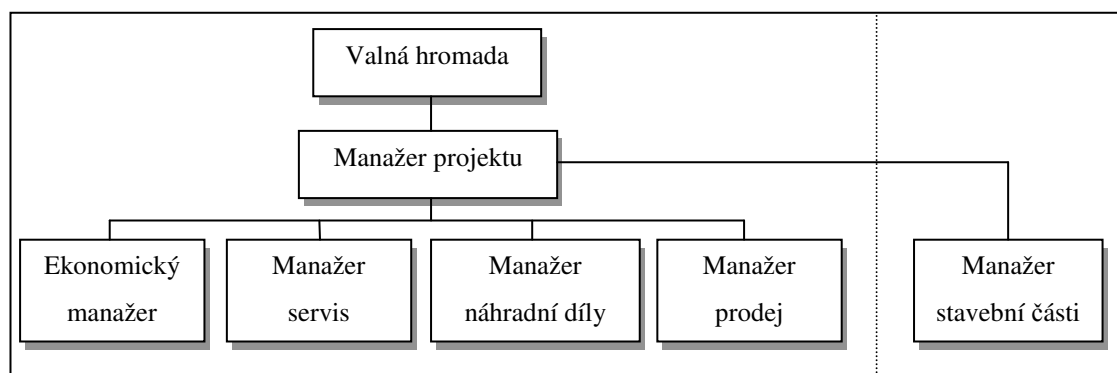 Valná hromada
Manažer projektu
Ekonomický
manažer
Manažer
servis
Manažer
náhradní díly
Manažer
prodej
Manažer
stavební části